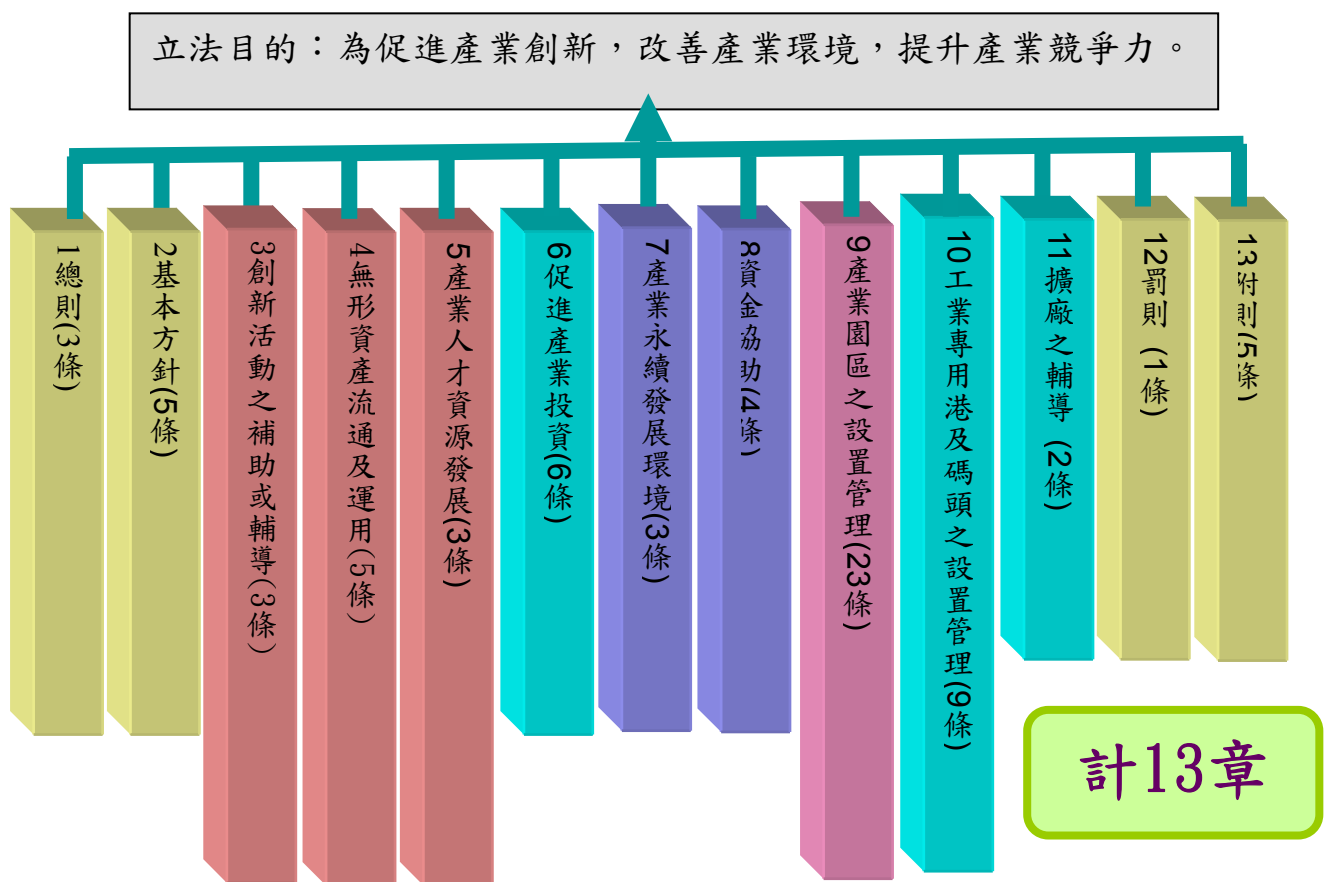 立法目的：為促進產業創新，改善產業環境，提升產業競爭力。
1總則(3條)
2基本方針(5條)
3創新活動之補助或輔導(3條)
4無形資產流通及運用(5條)
5產業人才資源發展(3條)
6促進產業投資(6條)
7產業永續發展環境(3條)
8資金協助(4條)
9產業園區之設置管理(23條)
10工業專用港及碼頭之設置管理(9條)
11擴廠之輔導 (2條)
12罰則 (1條)
13附則(5條)
計13章